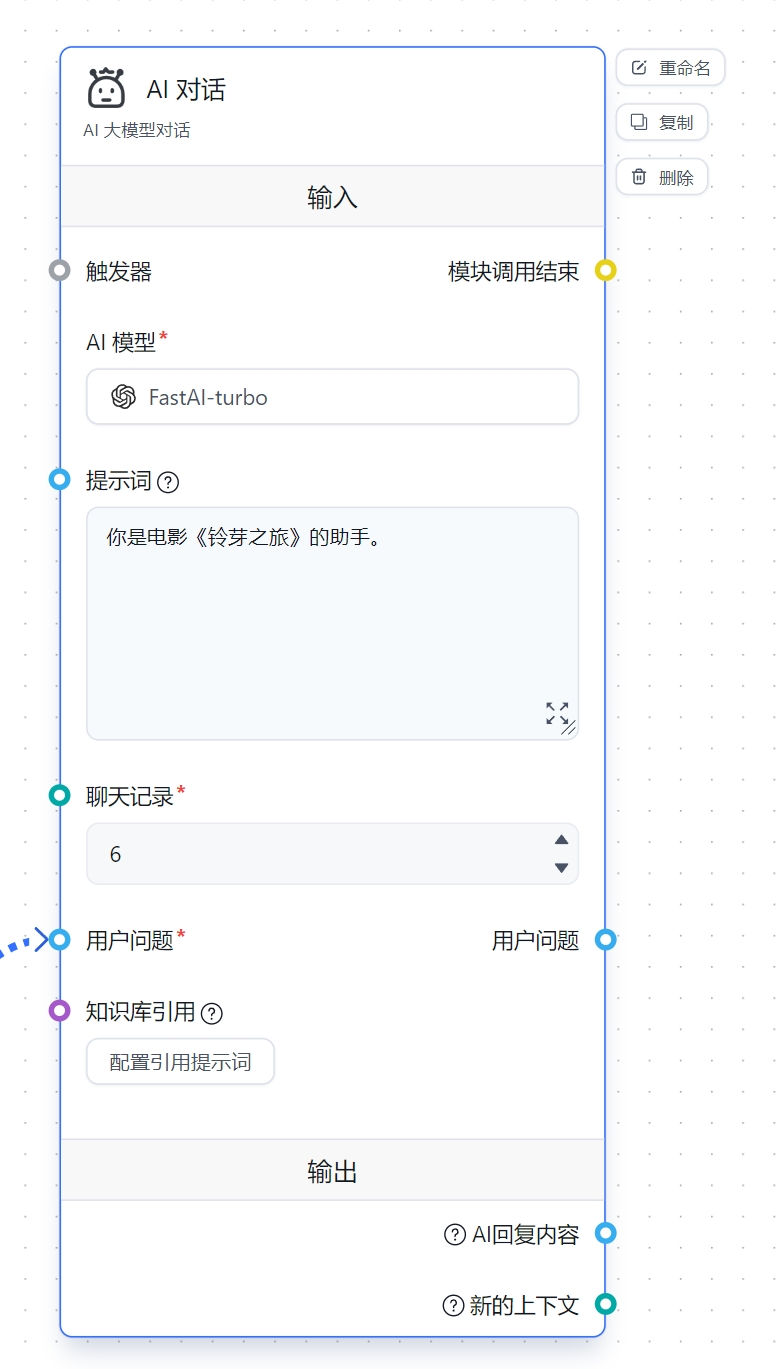 AI 对话
AI 大模型对话
重命名
复制
删除
输入
触发器
模块调用结束
AI 模型*
FastAI-turbo
提示词
你是电影《铃芽之旅》的助手。
聊天记录*
6
用户问题*
用户问题
知识库引用
配置引用提示词
输出
AI回复内容
新的上下文